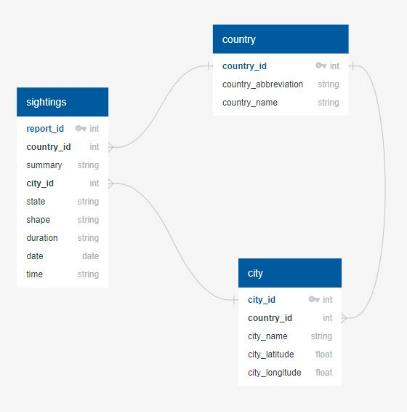 country
country_id int
country_abbreviation string
country_name string
sightings
report_id int
country_id int
summary string
city_id int
state string
shape string
duration string
date date
time string
city
city_id int
country_id int
city_name string
city_latitude float
city_longitude float